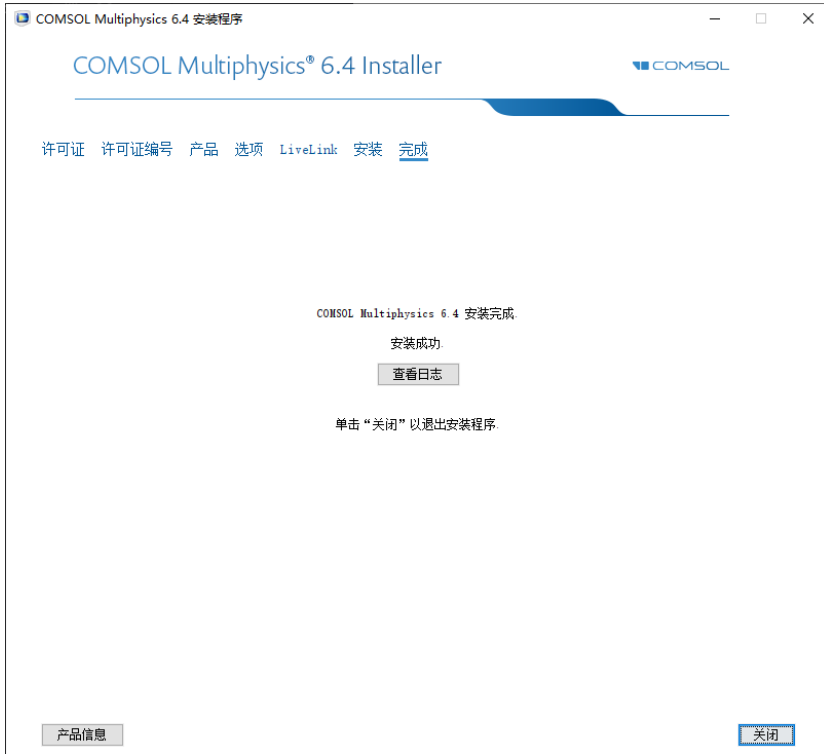 COMSOL Multiphysics 6.4 安装程序
COMSOL Multiphysics® 6.4 Installer
COMSOL
许可证 许可证编号 产品 选项 LiveLink 安装 完成
COMSOL Multiphysics 6.4 安装完成.
安装成功.
查看日志
单击“关闭”以退出安装程序.
产品信息 关闭